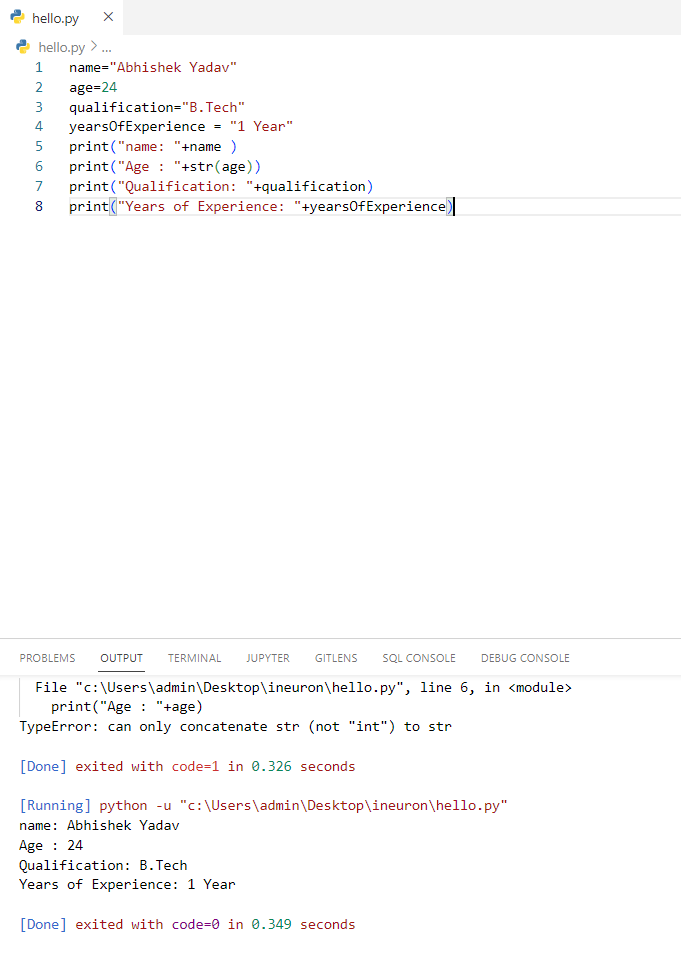 hello.py ×
hello.py > ...
1 name="Abhishek Yadav"
2 age=24
3 qualification="B.Tech"
4 yearsOfExperience = "1 Year"
5 print("name: "+name )
6 print("Age : "+str(age))
7 print("Qualification: "+qualification)
8 print("Years of Experience: "+yearsOfExperience)
PROBLEMS OUTPUT TERMINAL JUPYTER GITLENS SQL CONSOLE DEBUG CONSOLE
  File "c:\Users\admin\Desktop\ineuron\hello.py", line 6, in <module>
    print("Age : "+age)
TypeError: can only concatenate str (not "int") to str
[Done] exited with code=1 in 0.326 seconds
[Running] python -u "c:\Users\admin\Desktop\ineuron\hello.py"
name: Abhishek Yadav
Age : 24
Qualification: B.Tech
Years of Experience: 1 Year
[Done] exited with code=0 in 0.349 seconds